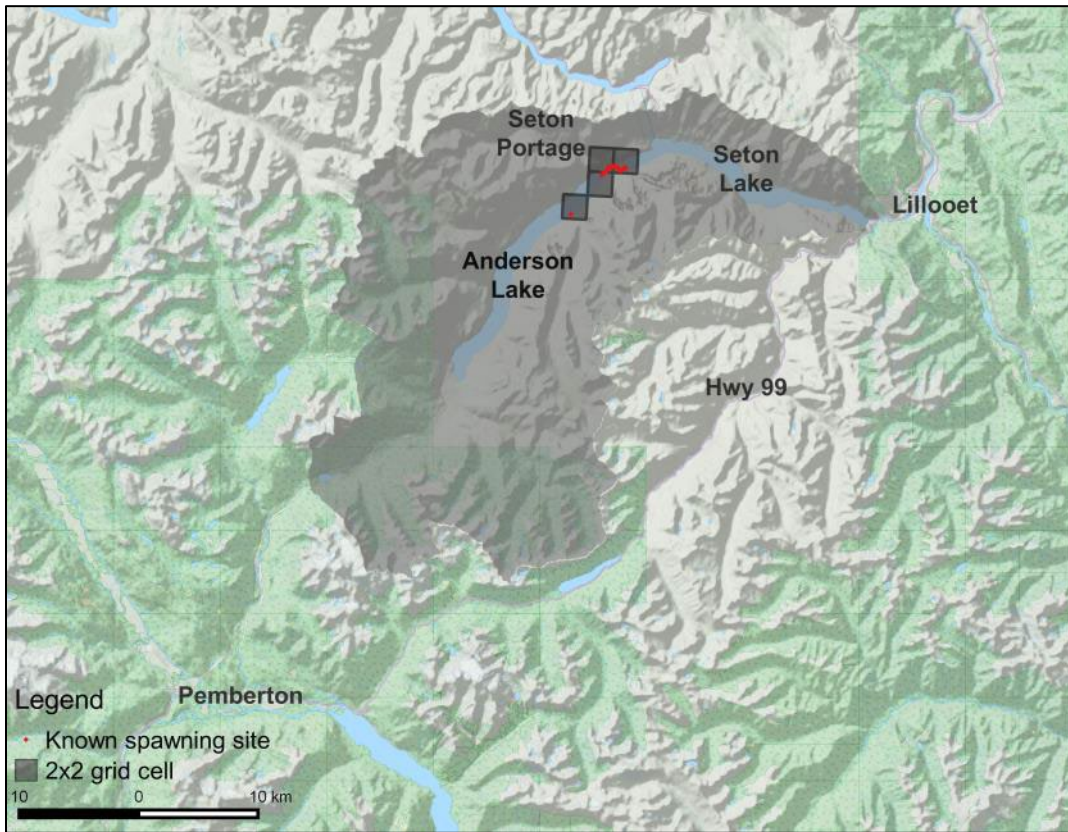 Seton
Portage
Seton
Lake
Lillooet
Anderson
Lake
Hwy 99
Pemberton
Legend
Known spawning site
2x2 grid cell
10 0 10 km